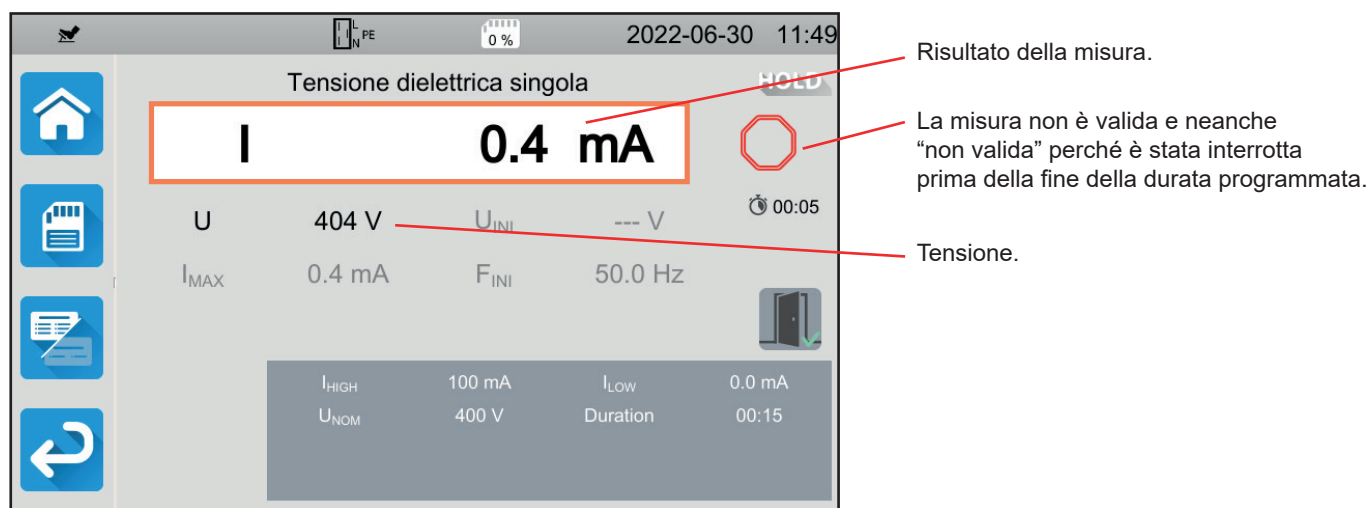 L
N PE
0 %
2022-06-30 11:49
Tensione dielettrica singola
HOLD
I 0.4 mA
00:05
U 404 V UINI --- V
IMAX 0.4 mA FINI 50.0 Hz
IHIGH 100 mA ILOW 0.0 mA
UNOM 400 V Duration 00:15
Risultato della misura.
La misura non è valida e neanche
“non valida” perché è stata interrotta
prima della fine della durata programmata.
Tensione.